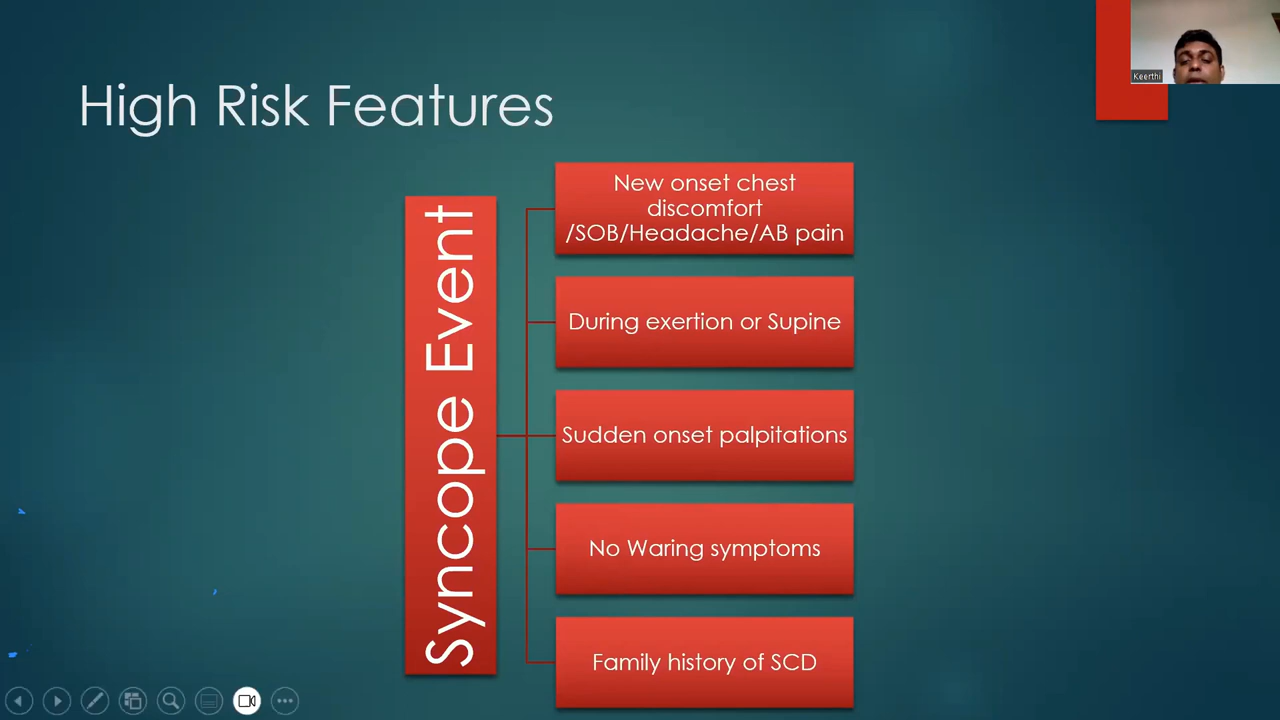 High Risk Features
Keerthi
Syncope Event
New onset chest
discomfort
/SOB/Headache/AB pain
During exertion or Supine
Sudden onset palpitations
No Waring symptoms
Family history of SCD